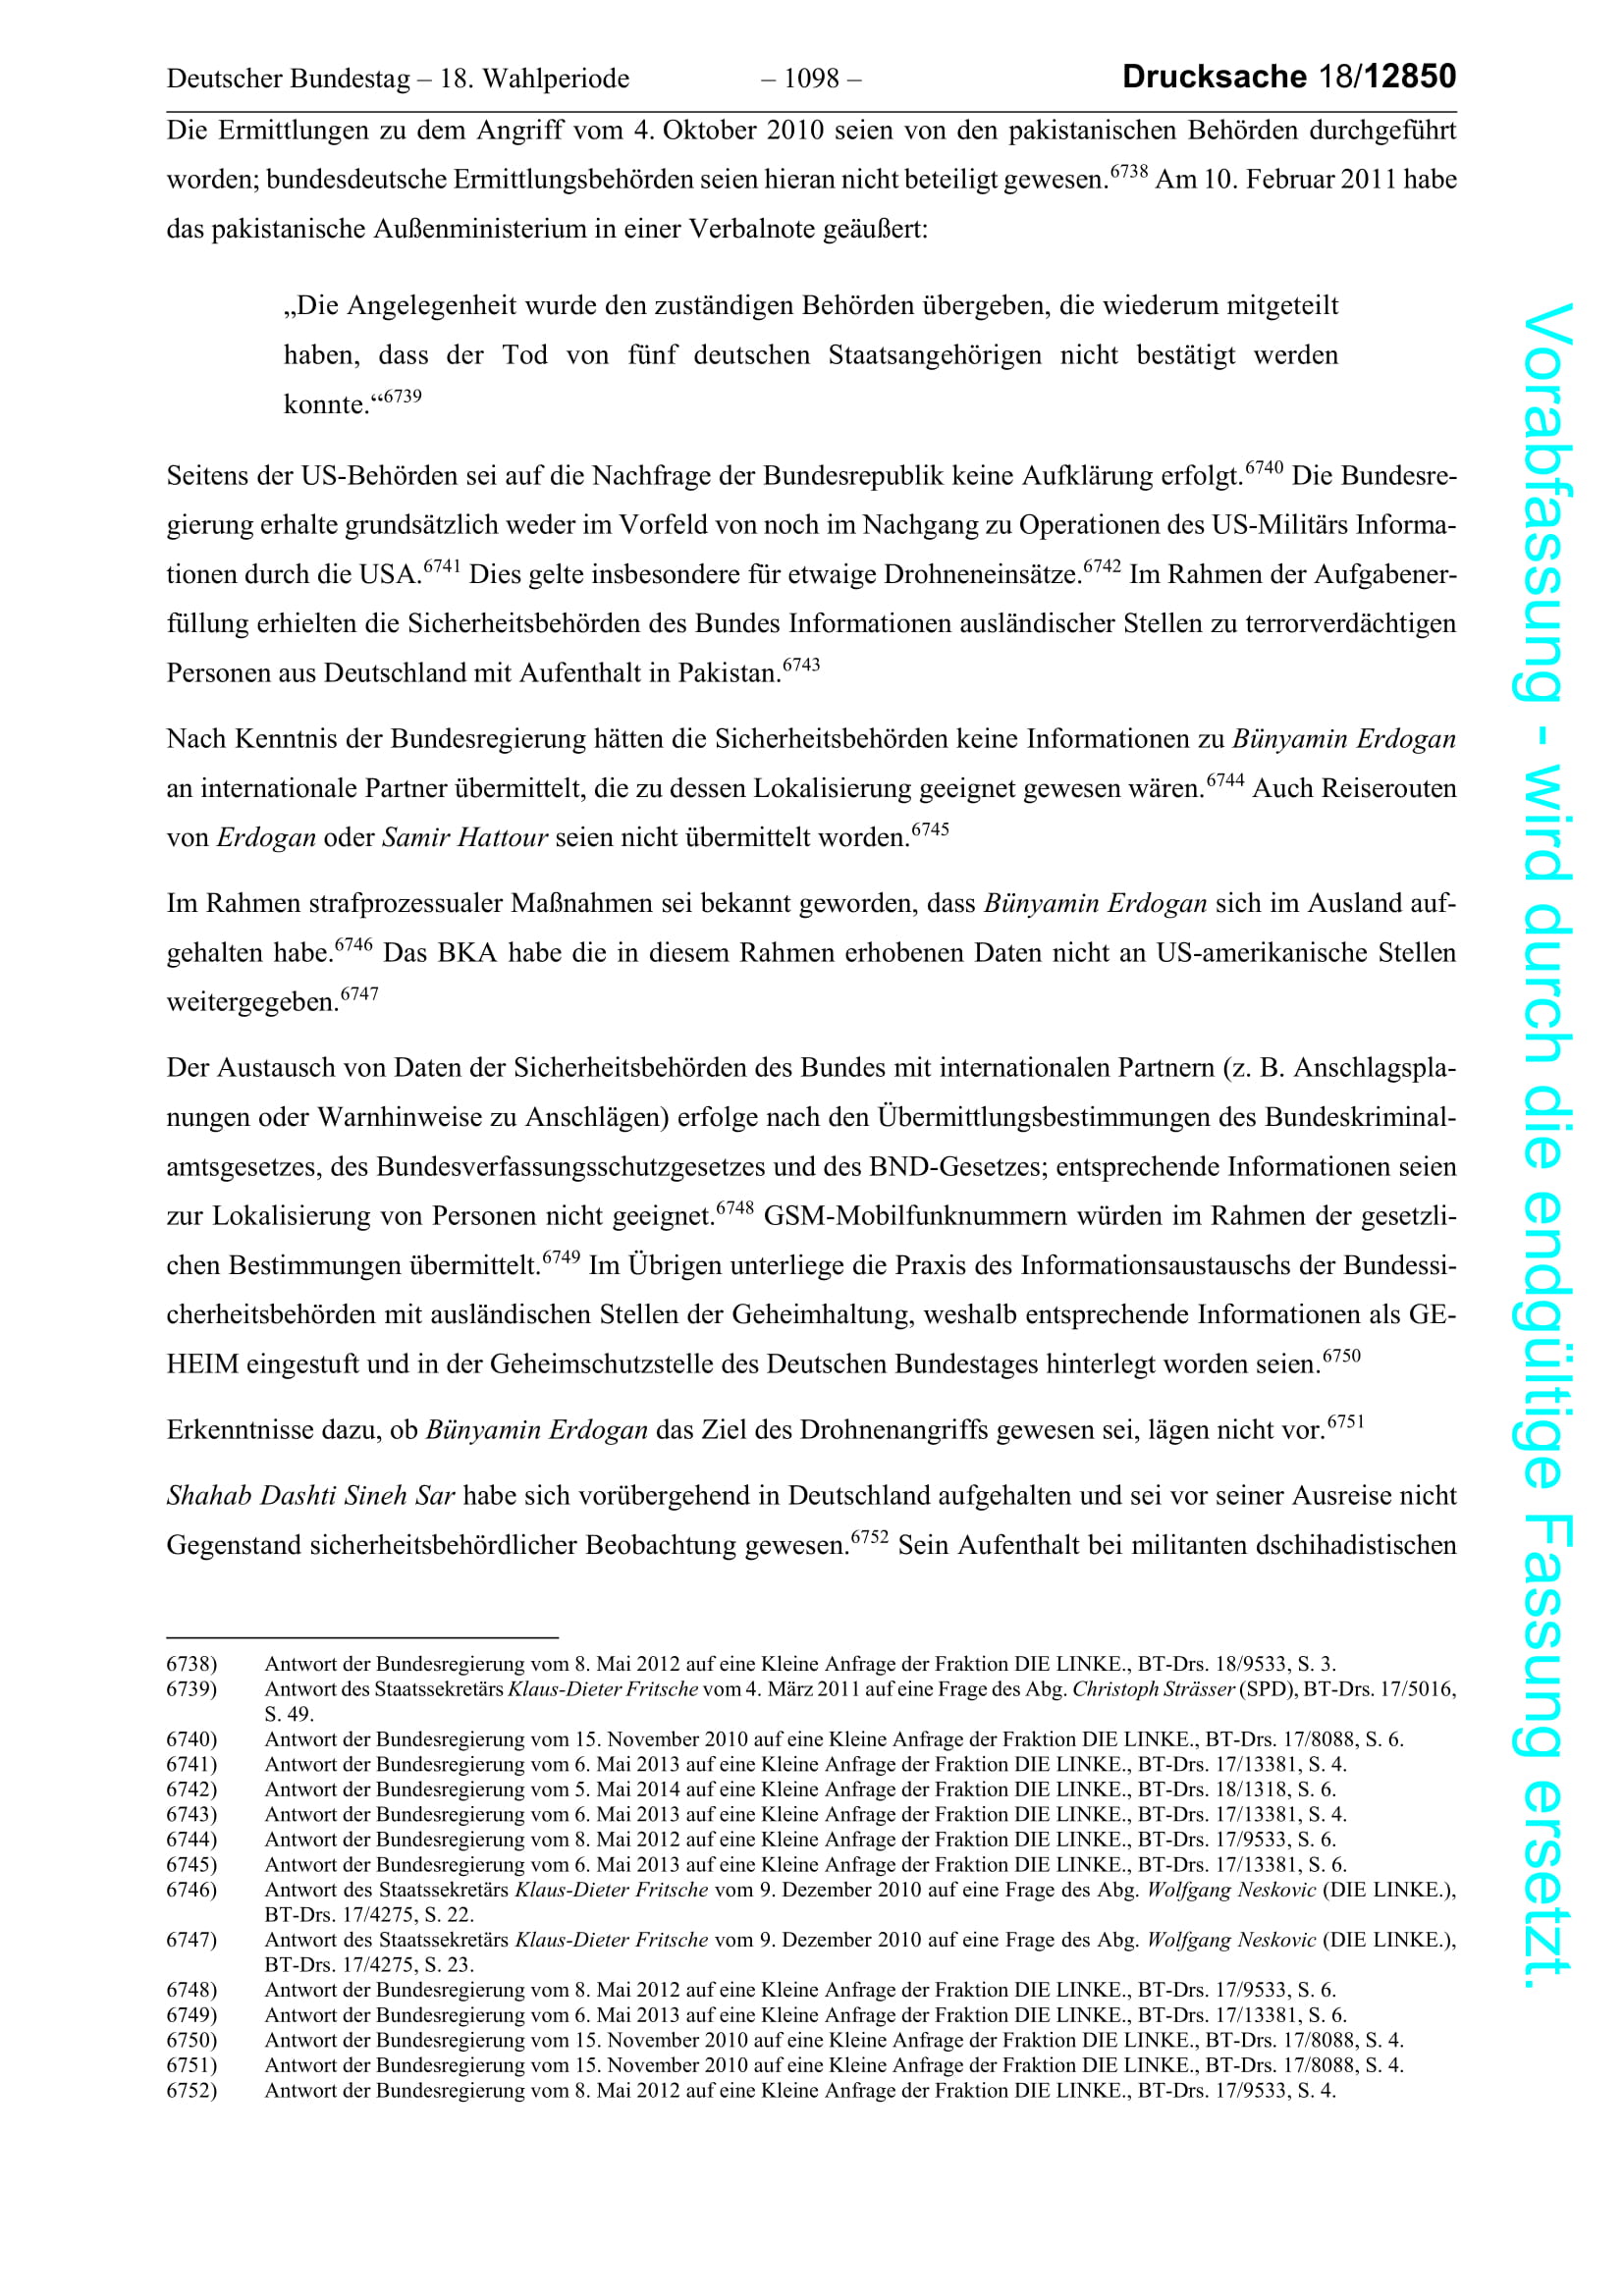 Deutscher Bundestag – 18. Wahlperiode – 1098 – Drucksache 18/12850
Die Ermittlungen zu dem Angriff vom 4. Oktober 2010 seien von den pakistanischen Behörden durchgeführt
worden; bundesdeutsche Ermittlungsbehörden seien hieran nicht beteiligt gewesen.6738 Am 10. Februar 2011 habe
das pakistanische Außenministerium in einer Verbalnote geäußert:
„Die Angelegenheit wurde den zuständigen Behörden übergeben, die wiederum mitgeteilt
haben, dass der Tod von fünf deutschen Staatsangehörigen nicht bestätigt werden
konnte.“6739
Seitens der US-Behörden sei auf die Nachfrage der Bundesrepublik keine Aufklärung erfolgt.6740 Die Bundesre-
gierung erhalte grundsätzlich weder im Vorfeld von noch im Nachgang zu Operationen des US-Militärs Informa-
tionen durch die USA.6741 Dies gelte insbesondere für etwaige Drohneneinsätze.6742 Im Rahmen der Aufgabener-
füllung erhielten die Sicherheitsbehörden des Bundes Informationen ausländischer Stellen zu terrorverdächtigen
Personen aus Deutschland mit Aufenthalt in Pakistan.6743
Nach Kenntnis der Bundesregierung hätten die Sicherheitsbehörden keine Informationen zu Bünyamin Erdogan
an internationale Partner übermittelt, die zu dessen Lokalisierung geeignet gewesen wären.6744 Auch Reiserouten
von Erdogan oder Samir Hattour seien nicht übermittelt worden.6745
Im Rahmen strafprozessualer Maßnahmen sei bekannt geworden, dass Bünyamin Erdogan sich im Ausland auf-
gehalten habe.6746 Das BKA habe die in diesem Rahmen erhobenen Daten nicht an US-amerikanische Stellen
weitergegeben.6747
Der Austausch von Daten der Sicherheitsbehörden des Bundes mit internationalen Partnern (z. B. Anschlagspla-
nungen oder Warnhinweise zu Anschlägen) erfolge nach den Übermittlungsbestimmungen des Bundeskriminal-
amtsgesetzes, des Bundesverfassungsschutzgesetzes und des BND-Gesetzes; entsprechende Informationen seien
zur Lokalisierung von Personen nicht geeignet.6748 GSM-Mobilfunknummern würden im Rahmen der gesetzli-
chen Bestimmungen übermittelt.6749 Im Übrigen unterliege die Praxis des Informationsaustauschs der Bundessi-
cherheitsbehörden mit ausländischen Stellen der Geheimhaltung, weshalb entsprechende Informationen als GE-
HEIM eingestuft und in der Geheimschutzstelle des Deutschen Bundestages hinterlegt worden seien.6750
Erkenntnisse dazu, ob Bünyamin Erdogan das Ziel des Drohnenangriffs gewesen sei, lägen nicht vor.6751
Shahab Dashti Sineh Sar habe sich vorübergehend in Deutschland aufgehalten und sei vor seiner Ausreise nicht
Gegenstand sicherheitsbehördlicher Beobachtung gewesen.6752 Sein Aufenthalt bei militanten dschihadistischen
6738) Antwort der Bundesregierung vom 8. Mai 2012 auf eine Kleine Anfrage der Fraktion DIE LINKE., BT-Drs. 18/9533, S. 3.
6739) Antwort des Staatssekretärs Klaus-Dieter Fritsche vom 4. März 2011 auf eine Frage des Abg. Christoph Strässer (SPD), BT-Drs. 17/5016,
S. 49.
6740) Antwort der Bundesregierung vom 15. November 2010 auf eine Kleine Anfrage der Fraktion DIE LINKE., BT-Drs. 17/8088, S. 6.
6741) Antwort der Bundesregierung vom 6. Mai 2013 auf eine Kleine Anfrage der Fraktion DIE LINKE., BT-Drs. 17/13381, S. 4.
6742) Antwort der Bundesregierung vom 5. Mai 2014 auf eine Kleine Anfrage der Fraktion DIE LINKE., BT-Drs. 18/1318, S. 6.
6743) Antwort der Bundesregierung vom 6. Mai 2013 auf eine Kleine Anfrage der Fraktion DIE LINKE., BT-Drs. 17/13381, S. 4.
6744) Antwort der Bundesregierung vom 8. Mai 2012 auf eine Kleine Anfrage der Fraktion DIE LINKE., BT-Drs. 17/9533, S. 6.
6745) Antwort der Bundesregierung vom 6. Mai 2013 auf eine Kleine Anfrage der Fraktion DIE LINKE., BT-Drs. 17/13381, S. 6.
6746) Antwort des Staatssekretärs Klaus-Dieter Fritsche vom 9. Dezember 2010 auf eine Frage des Abg. Wolfgang Neskovic (DIE LINKE.),
BT-Drs. 17/4275, S. 22.
6747) Antwort des Staatssekretärs Klaus-Dieter Fritsche vom 9. Dezember 2010 auf eine Frage des Abg. Wolfgang Neskovic (DIE LINKE.),
BT-Drs. 17/4275, S. 23.
6748) Antwort der Bundesregierung vom 8. Mai 2012 auf eine Kleine Anfrage der Fraktion DIE LINKE., BT-Drs. 17/9533, S. 6.
6749) Antwort der Bundesregierung vom 6. Mai 2013 auf eine Kleine Anfrage der Fraktion DIE LINKE., BT-Drs. 17/13381, S. 6.
6750) Antwort der Bundesregierung vom 15. November 2010 auf eine Kleine Anfrage der Fraktion DIE LINKE., BT-Drs. 17/8088, S. 4.
6751) Antwort der Bundesregierung vom 15. November 2010 auf eine Kleine Anfrage der Fraktion DIE LINKE., BT-Drs. 17/8088, S. 4.
6752) Antwort der Bundesregierung vom 8. Mai 2012 auf eine Kleine Anfrage der Fraktion DIE LINKE., BT-Drs. 17/9533, S. 4.
Vorabfassung - wird durch die endgültige Fassung ersetzt.